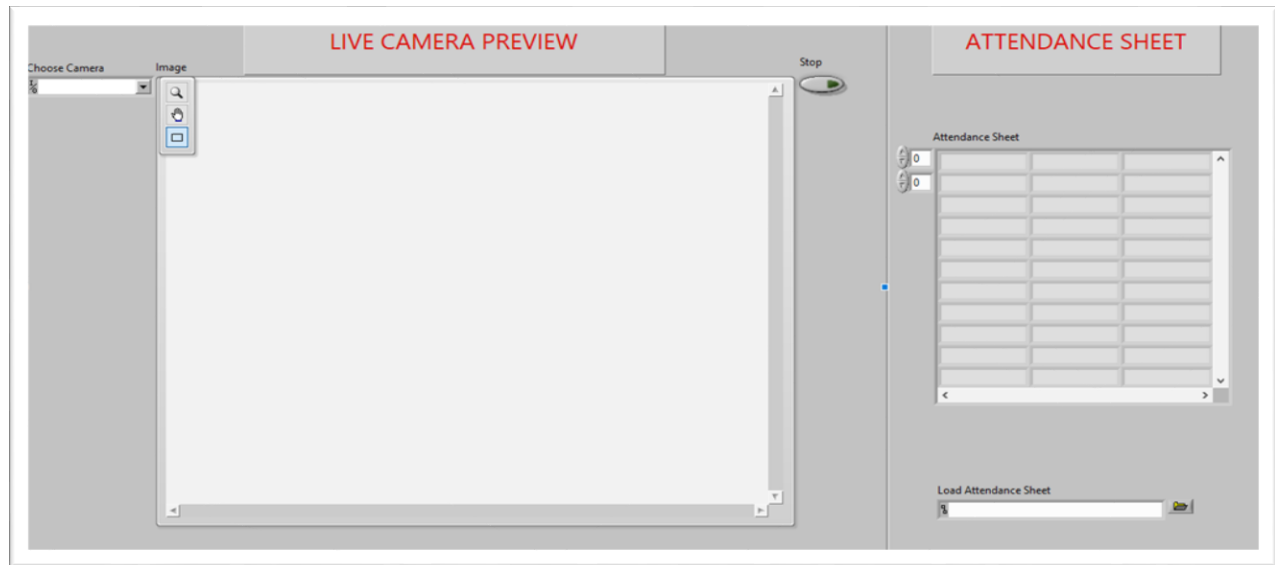 LIVE CAMERA PREVIEW
Choose Camera
Image
Stop
ATTENDANCE SHEET
Attendance Sheet
0
0
Load Attendance Sheet